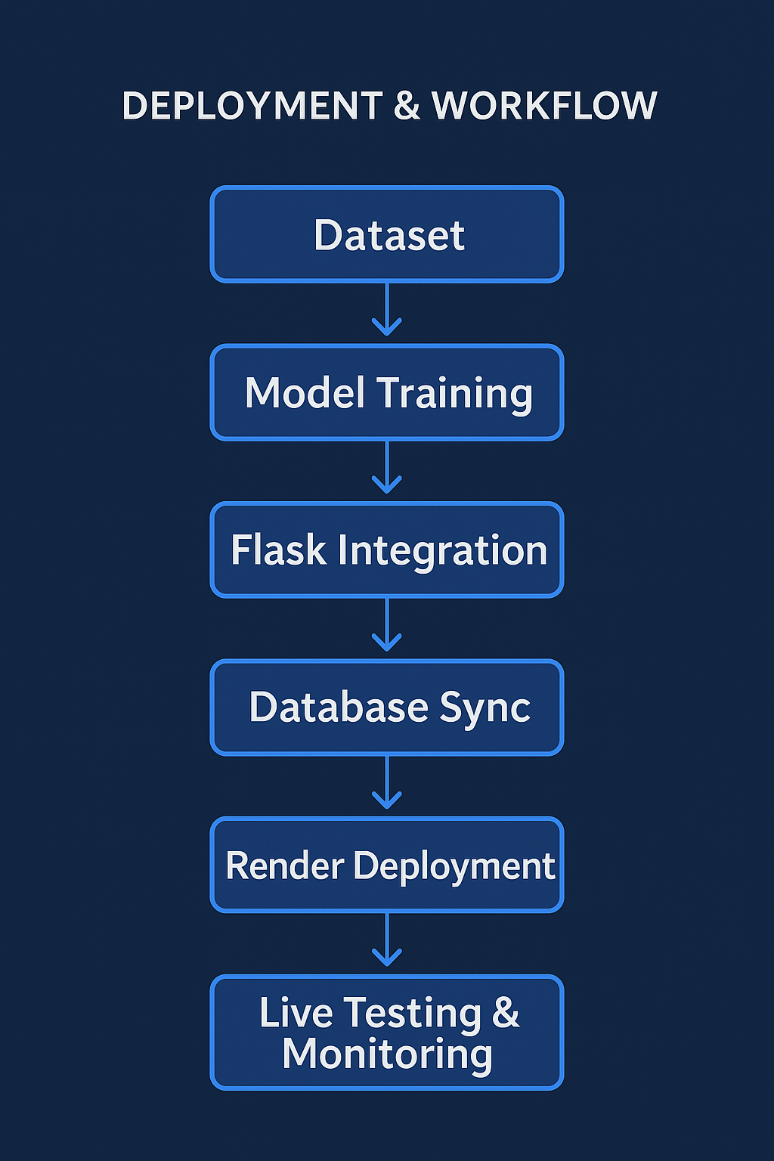 DEPLOYMENT & WORKFLOW
Dataset
Model Training
Flask Integration
Database Sync
Render Deployment
Live Testing &
Monitoring